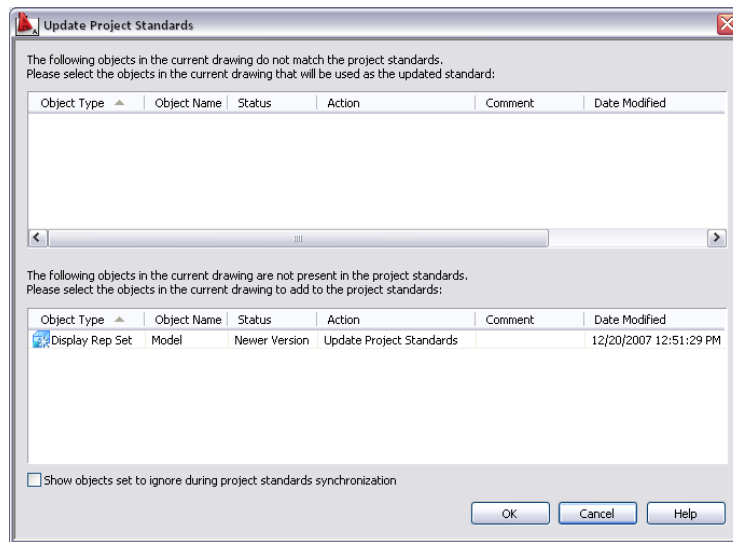 Update Project Standards
The following objects in the current drawing do not match the project standards.
Please select the objects in the current drawing that will be used as the updated standard:
Object Type Object Name Status Action Comment Date Modified
The following objects in the current drawing are not present in the project standards.
Please select the objects in the current drawing to add to the project standards:
Object Type Object Name Status Action Comment Date Modified
Display Rep Set Model Newer Version Update Project Standards 12/20/2007 12:51:29 PM
Show objects set to ignore during project standards synchronization
OK Cancel Help